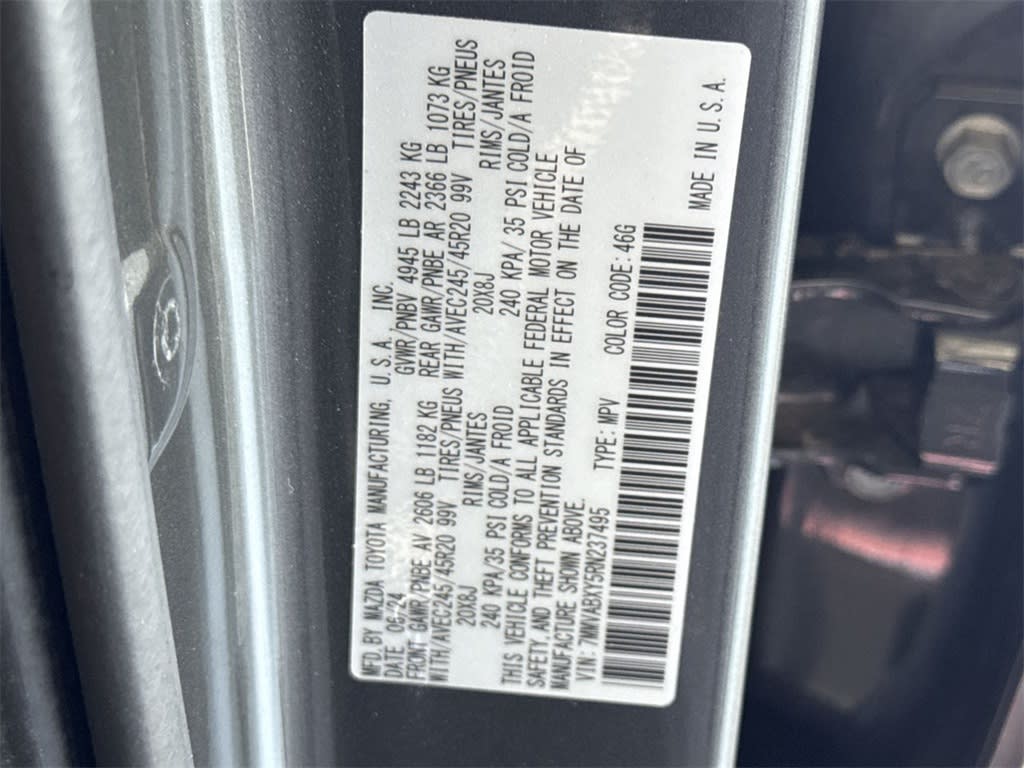 MFD. BY MAZDA TOYOTA MANUFACTURING, U. S. A, INC.
DATE 06/24 GVWR/PNBV 4945 LB 2243 KG
FRONT GAWR/PNBE AV 2606 LB 1182 KG REAR GAWR/PNBE AR 2366 LB 1073 KG
WITH/AVEC245/45R20 99V TIRES/PNEUS WITH/AVEC245/45R20 99V TIRES/PNEUS
20X8J RIMS/JANTES 20X8J RIMS/JANTES
240 KPA/35 PSI COLD/A FROID 240 KPA/ 35 PSI COLD/A FROID
THIS VEHICLE CONFORMS TO ALL APPLICABLE FEDERAL MOTOR VEHICLE
SAFETY, AND THEFT PREVENTION STANDARDS IN EFFECT ON THE DATE OF
MANUFACTURE SHOWN ABOVE.
VIN: 7MMVABXY5RN237495 TYPE: MPV COLOR CODE: 46G
MADE IN U. S. A.